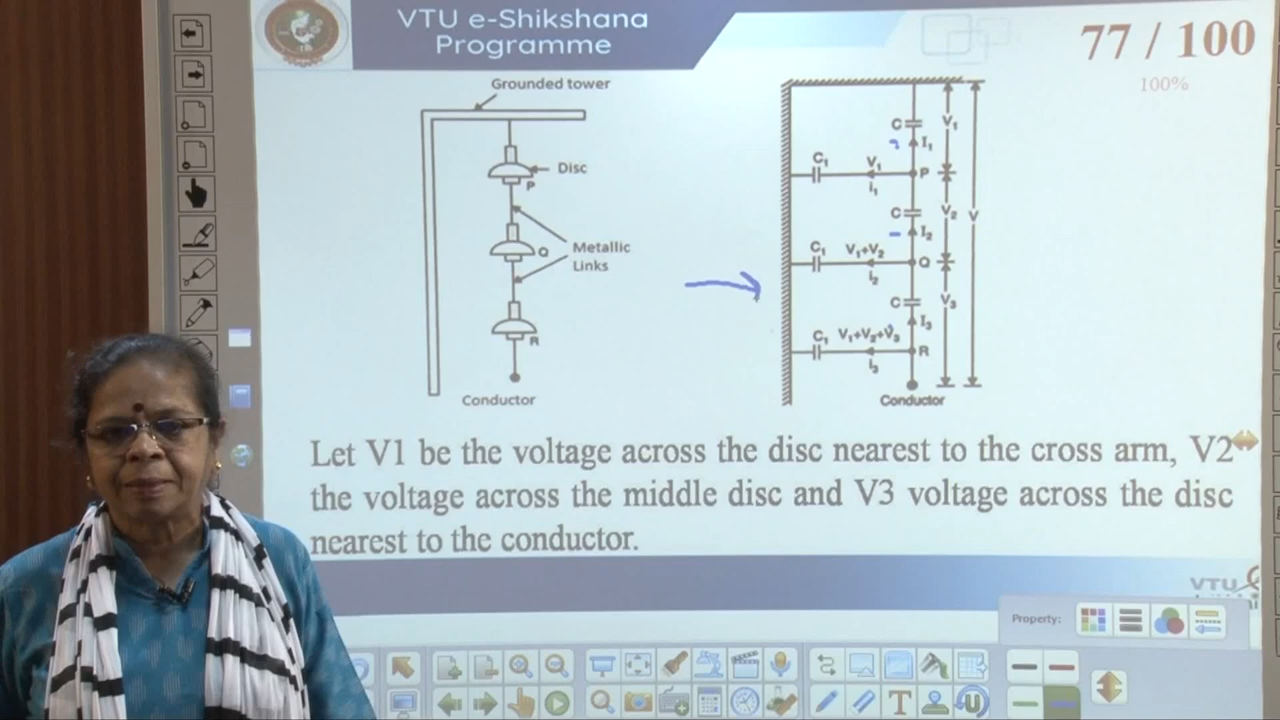 VTU e-Shikshana
Programme
77 / 100
100%
Grounded tower
Disc
P
Metallic
Links
Q
R
Conductor
C
I₁
V₁
C₁
V₁
i₁
P
C
I₂
V₂
V
C₁
V₁+V₂
i₂
Q
C
I₃
V₃
C₁
V₁+V₂+V₃
i₃
R
Conductor
Let V1 be the voltage across the disc nearest to the cross arm, V2
the voltage across the middle disc and V3 voltage across the disc
nearest to the conductor.
VTU
Property: